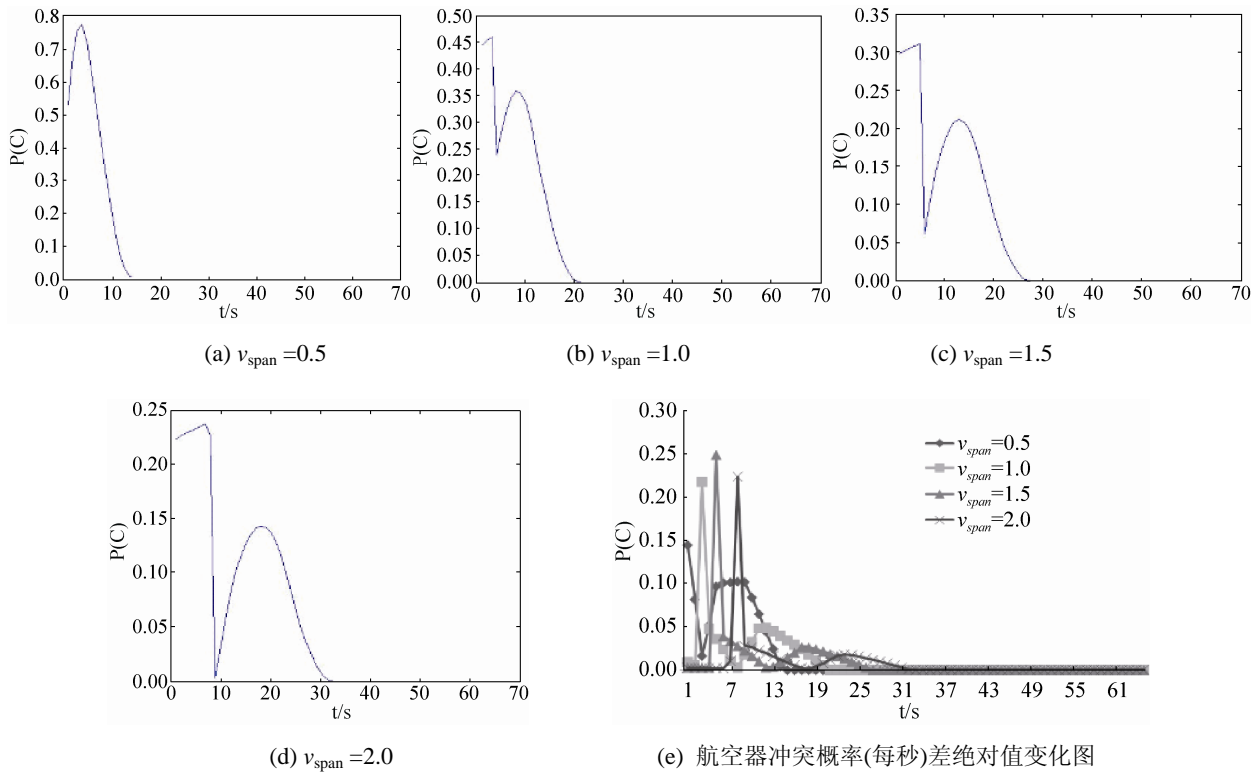 0.8
0.7
0.6
0.5
0.4
0.3
0.2
0.1
0.0
P(C)
0 10 20 30 40 50 60 70
t/s
(a) vspan =0.5
0.50
0.45
0.40
0.35
0.30
0.25
0.20
0.15
0.10
0.05
0.00
P(C)
0 10 20 30 40 50 60 70
t/s
(b) vspan =1.0
0.35
0.30
0.25
0.20
0.15
0.10
0.05
0.00
P(C)
0 10 20 30 40 50 60 70
t/s
(c) vspan =1.5
0.25
0.20
0.15
0.10
0.05
0.00
P(C)
0 10 20 30 40 50 60 70
t/s
(d) vspan =2.0
0.30
0.25
0.20
0.15
0.10
0.05
0.00
P(C)
vspan=0.5
vspan=1.0
vspan=1.5
vspan=2.0
1 7 13 19 25 31 37 43 49 55 61
t/s
(e) 航空器冲突概率(每秒)差绝对值变化图